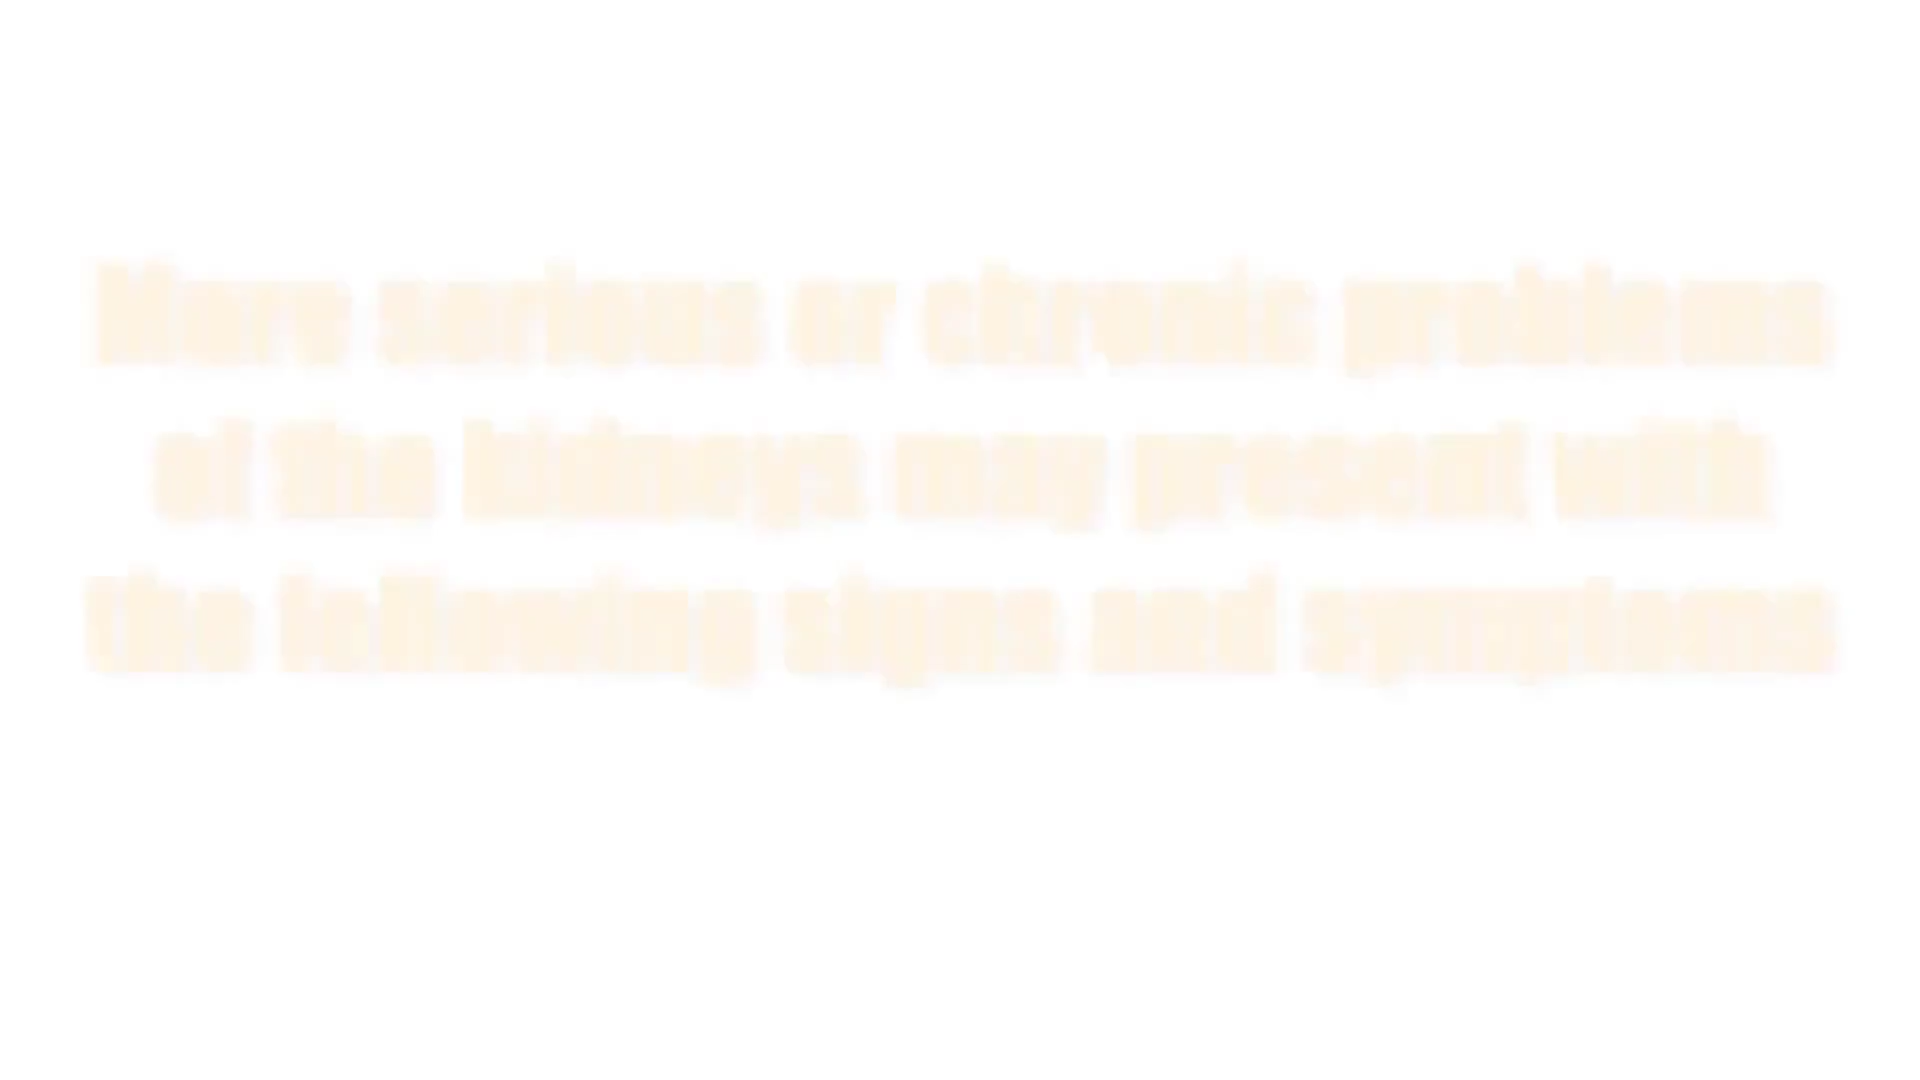 More serious or chronic problems
of the kidneys may present with
the following signs and symptoms